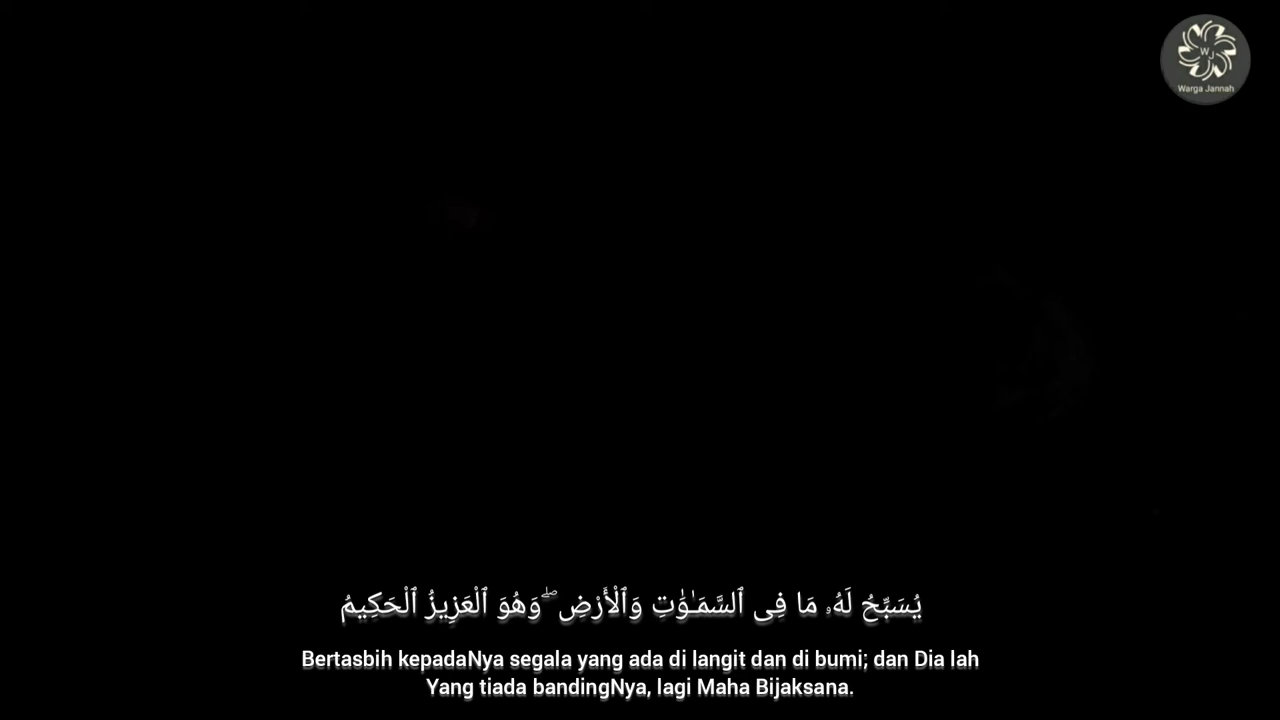 WJ
Warga Jannah
يُسَبِّحُ لَهُۥ مَا فِى ٱلسَّمَـٰوَٰتِ وَٱلْأَرْضِ ۖ وَهُوَ ٱلْعَزِيزُ ٱلْحَكِيمُ
Bertasbih kepadaNya segala yang ada di langit dan di bumi; dan Dia lah
Yang tiada bandingNya, lagi Maha Bijaksana.